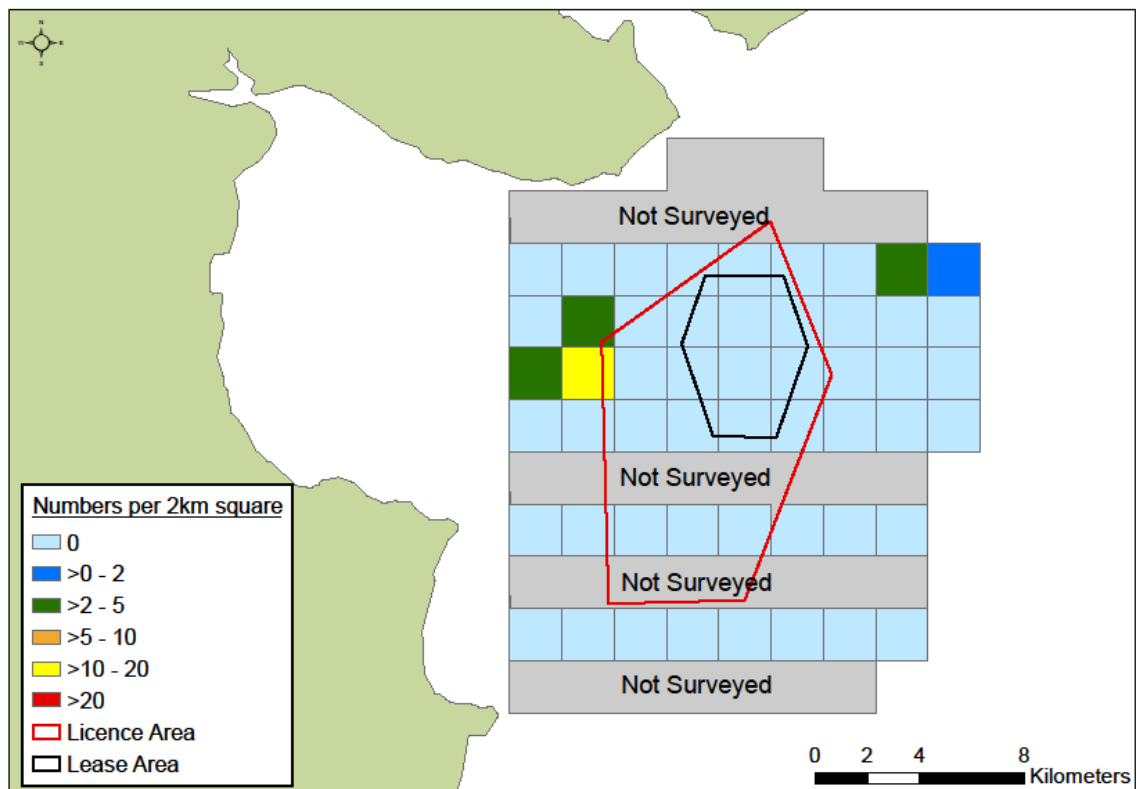 N
W E
S
Not Surveyed
Not Surveyed
Not Surveyed
Not Surveyed
Numbers per 2km square
0
>0 - 2
>2 - 5
>5 - 10
>10 - 20
>20
Licence Area
Lease Area
0 2 4 8
Kilometers